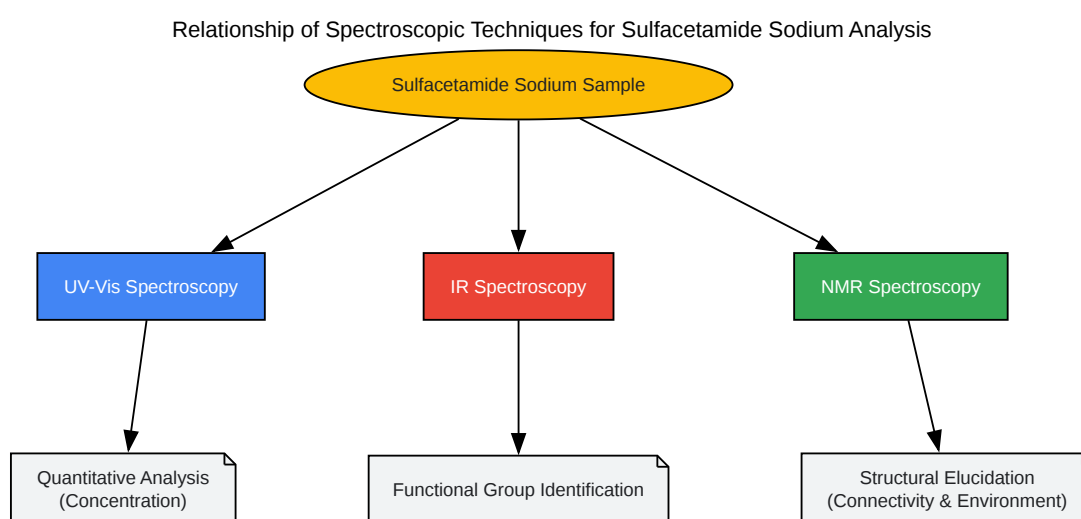 Relationship of Spectroscopic Techniques for Sulfacetamide Sodium Analysis
Sulfacetamide Sodium Sample
UV-Vis Spectroscopy
IR Spectroscopy
NMR Spectroscopy
Quantitative Analysis
(Concentration)
Functional Group Identification
Structural Elucidation
(Connectivity & Environment)